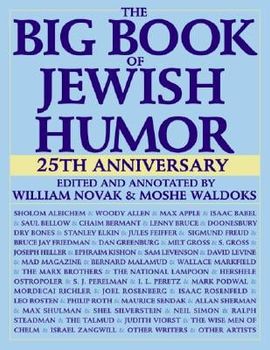 THE
BIG BOOK
OF
JEWISH
HUMOR
25TH ANNIVERSARY
EDITED AND ANNOTATED BY
WILLIAM NOVAK & MOSHE WALDOKS
SHOLOM ALEICHEM & WOODY ALLEN & MAX APPLE & ISAAC BABEL
& SAUL BELLOW & CHAIM BERMANT & LENNY BRUCE & DOONESBURY
DRY BONES & STANLEY ELKIN & JULES FEIFFER & SIGMUND FREUD &
BRUCE JAY FRIEDMAN & DAN GREENBURG & MILT GROSS & S. GROSS
& JOSEPH HELLER & EPHRAIM KISHON & SAM LEVENSON & DAVID LEVINE
& MAD MAGAZINE & BERNARD MALAMUD & WALLACE MARKFIELD &
THE MARX BROTHERS & THE NATIONAL LAMPOON & HERSHELE
OSTROPOLER & S. J. PERELMAN & I. L. PERETZ & MARK PODWAL &
MORDECAI RICHLER & JOEL ROSENBERG & ISAAC ROSENFELD &
LEO ROSTEN & PHILIP ROTH & MAURICE SENDAK & ALLAN SHERMAN
& MAX SHULMAN & SHEL SILVERSTEIN & NEIL SIMON & RALPH
STEADMAN & THE TALMUD & JUDITH VIORST & THE WISE MEN OF
CHELM & ISRAEL ZANGWILL & OTHER WRITERS & OTHER ARTISTS